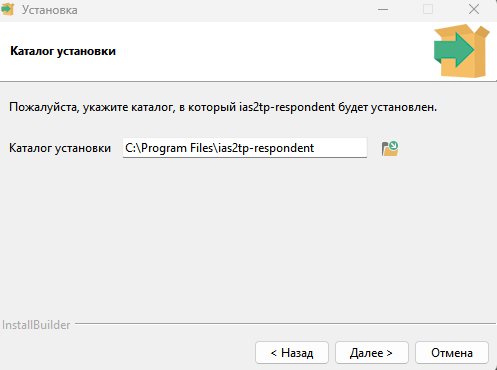 Установка
Каталог установки
Пожалуйста, укажите каталог, в который ias2tp-respondent будет установлен.
Каталог установки C:\Program Files\ias2tp-respondent
InstallBuilder
< Назад Далее > Отмена